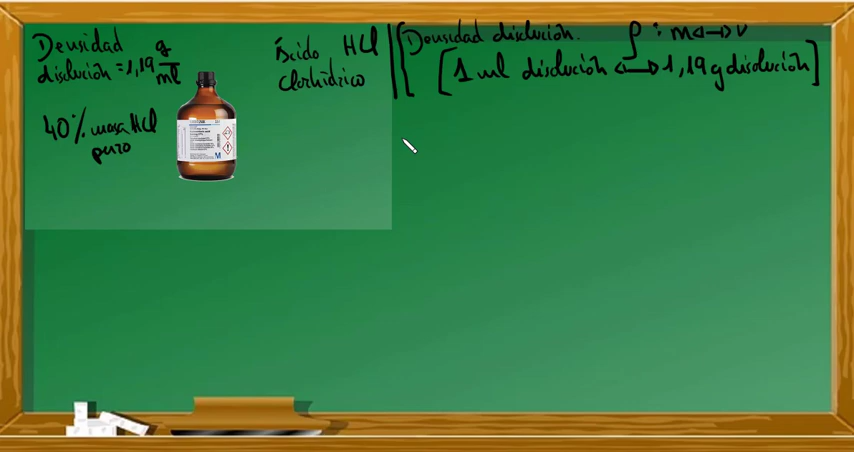 Densidad
disolución = 1,19 g/ml
40% masa HCl
puro
Ácido HCl
clorhídrico
Densidad disolución. ρ : m ↔ v
[1 ml disolución ↔ 1,19 g disolución]